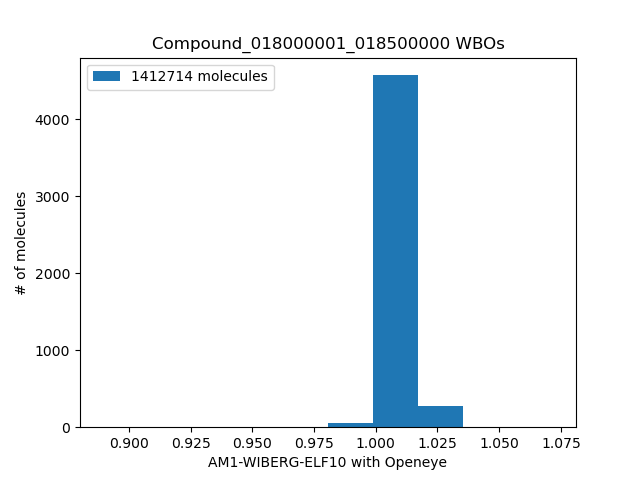 Compound_018000001_018500000 WBOs
1412714 molecules
4000
3000
2000
1000
0
# of molecules
0.900 0.925 0.950 0.975 1.000 1.025 1.050 1.075
AM1-WIBERG-ELF10 with Openeye